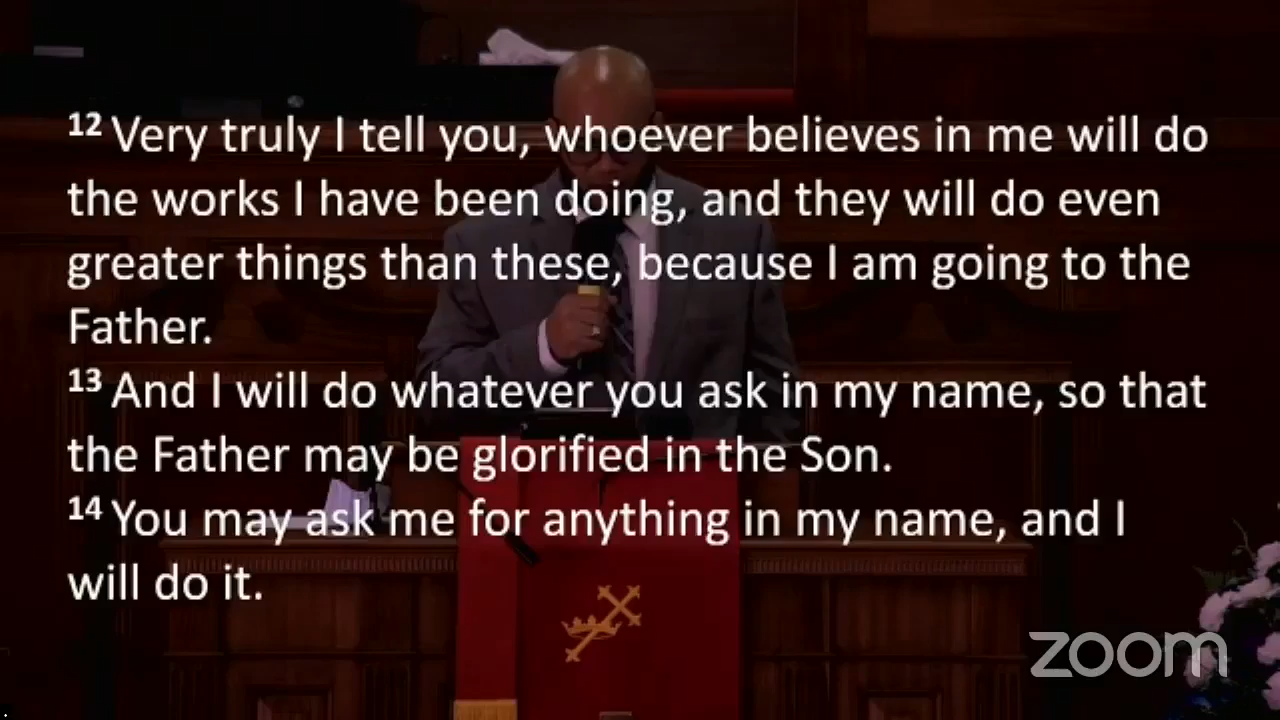 12 Very truly I tell you, whoever believes in me will do
the works I have been doing, and they will do even
greater things than these, because I am going to the
Father.
13 And I will do whatever you ask in my name, so that
the Father may be glorified in the Son.
14 You may ask me for anything in my name, and I
will do it.
zoom